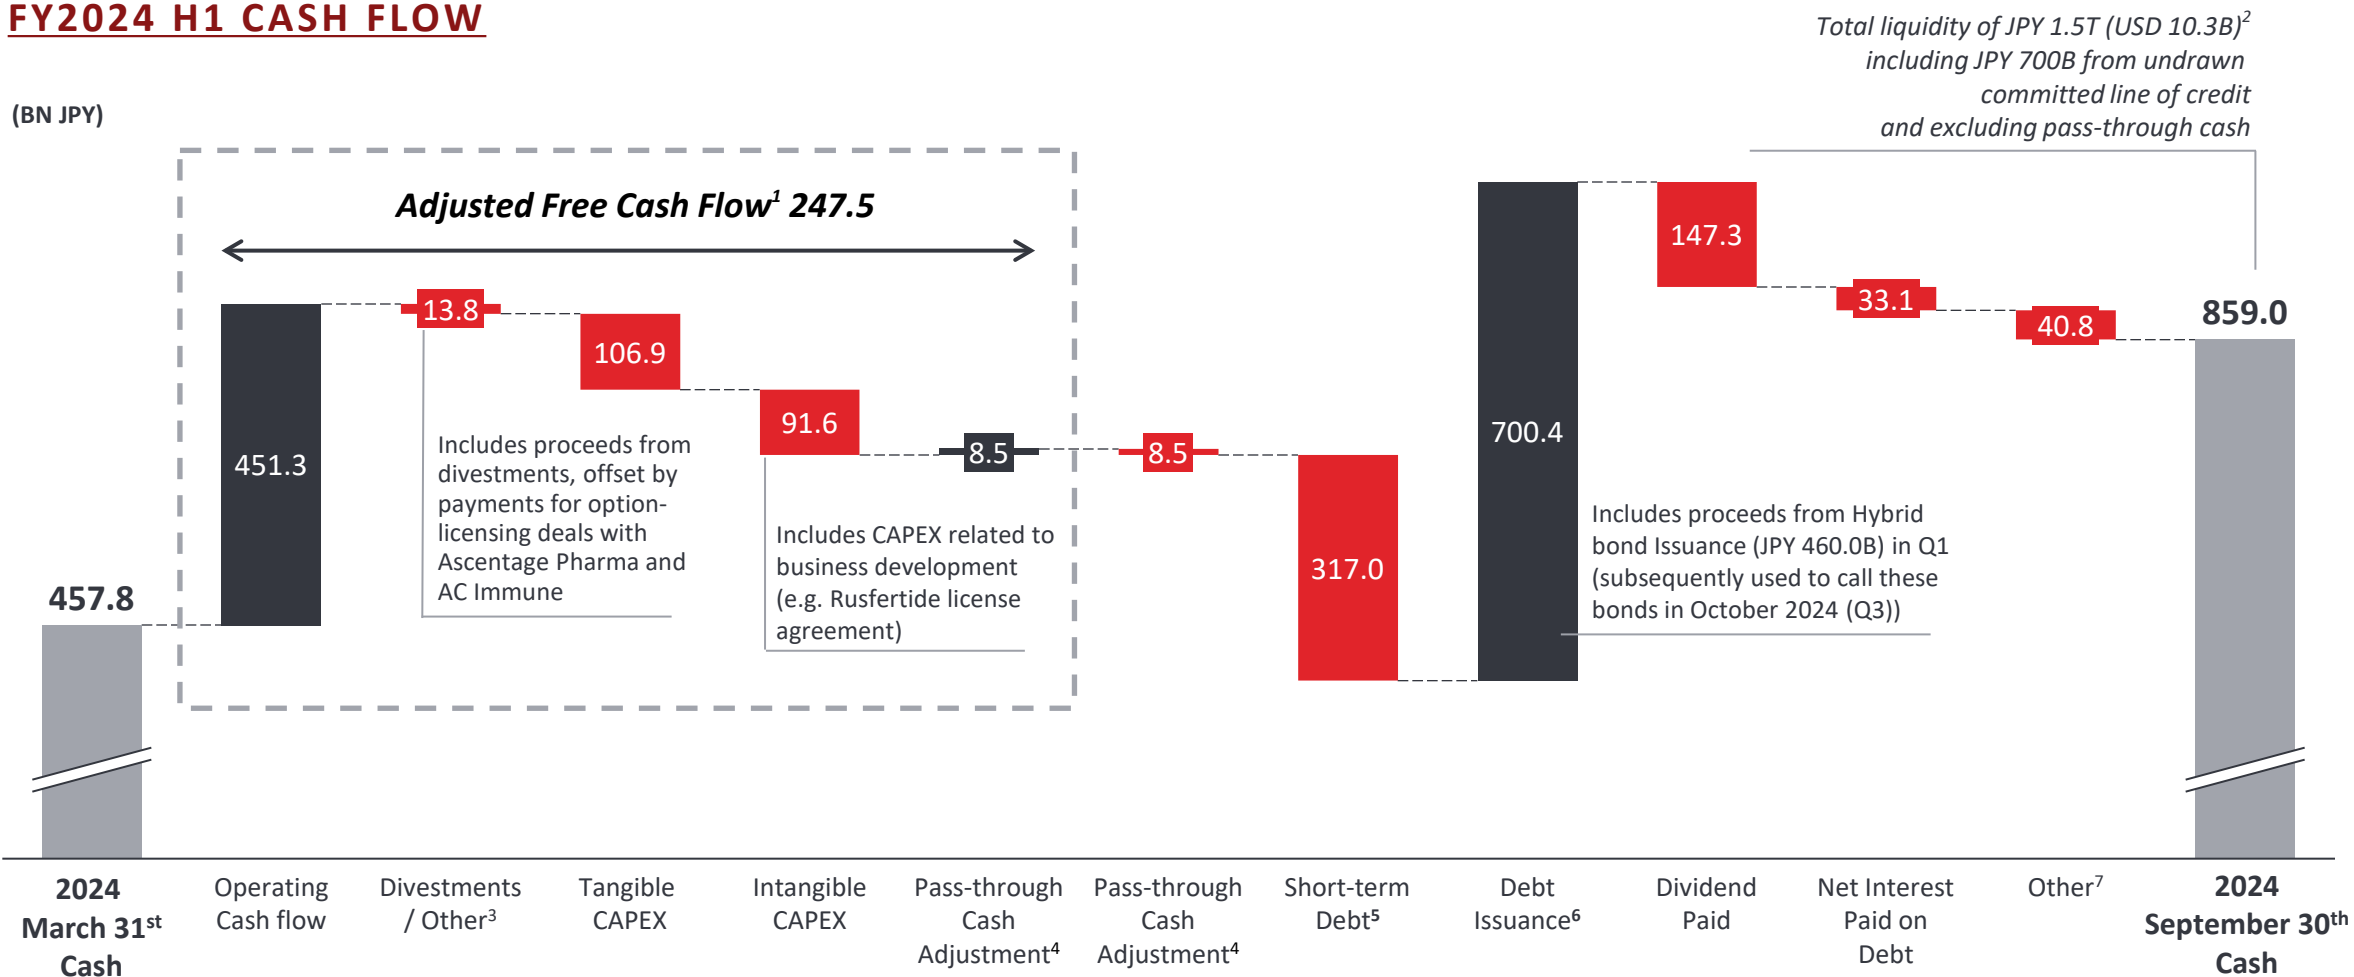 FY2024 H1 CASH FLOW
(BN JPY)
Total liquidity of JPY 1.5T (USD 10.3B)2
including JPY 700B from undrawn
committed line of credit
and excluding pass-through cash
Adjusted Free Cash Flow1 247.5
457.8
451.3
13.8
106.9
91.6
8.5
8.5
317.0
700.4
147.3
33.1
40.8
859.0
Includes proceeds from
divestments, offset by
payments for option-
licensing deals with
Ascentage Pharma and
AC Immune
Includes CAPEX related to
business development
(e.g. Rusfertide license
agreement)
Includes proceeds from Hybrid
bond Issuance (JPY 460.0B) in Q1
(subsequently used to call these
bonds in October 2024 (Q3))
2024
March 31st
Cash
Operating
Cash flow
Divestments
/ Other3
Tangible
CAPEX
Intangible
CAPEX
Pass-through
Cash
Adjustment4
Pass-through
Cash
Adjustment4
Short-term
Debt5
Debt
Issuance6
Dividend
Paid
Net Interest
Paid on
Debt
Other7
2024
September 30th
Cash